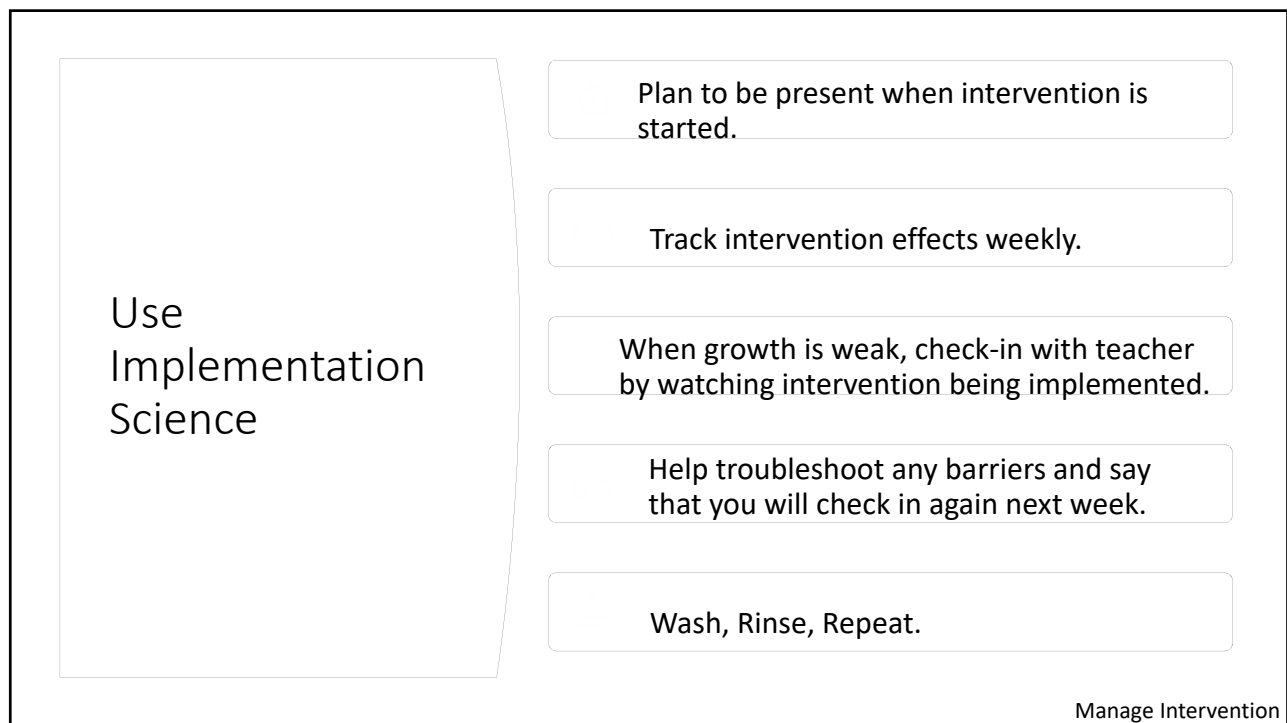 Use
Implementation
Science
Plan to be present when intervention is
started.
Track intervention effects weekly.
When growth is weak, check-in with teacher
by watching intervention being implemented.
Help troubleshoot any barriers and say
that you will check in again next week.
Wash, Rinse, Repeat.
Manage Intervention